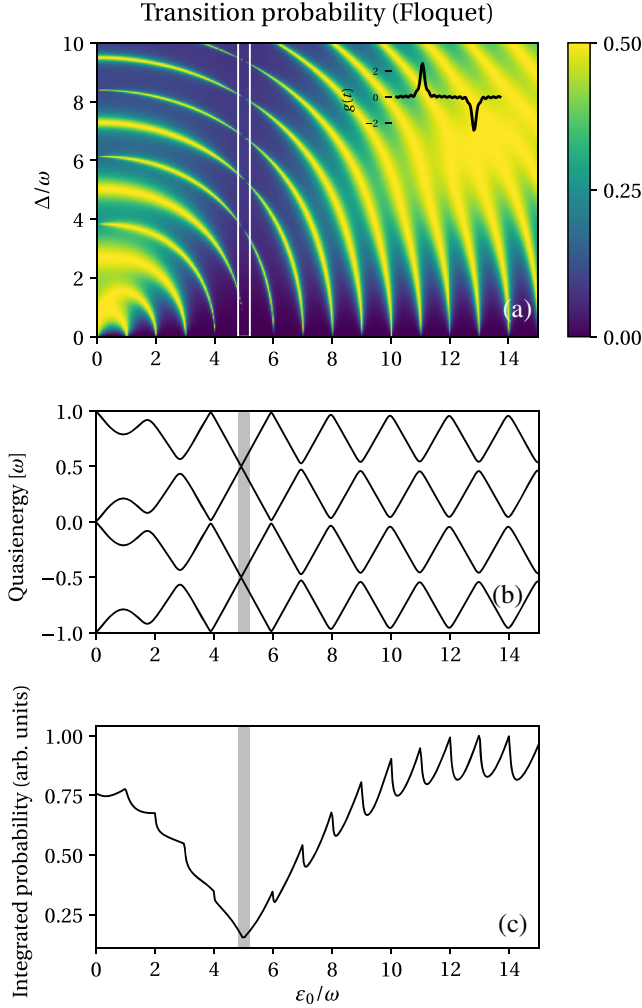 Transition probability (Floquet)
10
8
6
4
2
0
Δ/ω
g(t)
2
0
−2
(a)
0 2 4 6 8 10 12 14
0.50
0.25
0.00
1.0
0.5
0.0
−0.5
−1.0
Quasienergy [ω]
(b)
0 2 4 6 8 10 12 14
1.00
0.75
0.50
0.25
Integrated probability (arb. units)
(c)
0 2 4 6 8 10 12 14
ε₀/ω